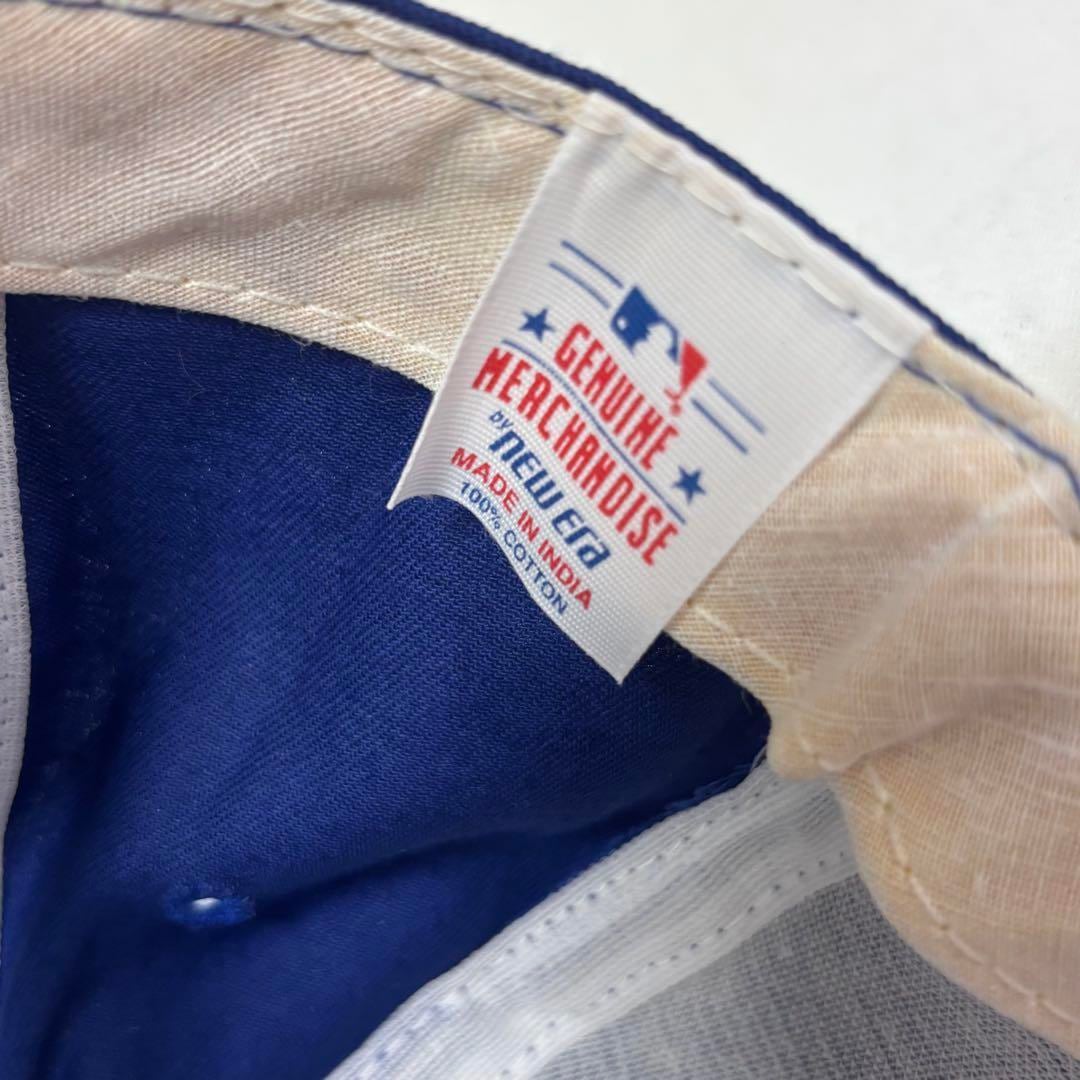 GENUINE
MERCHANDISE
by new era
MADE IN INDIA
100% COTTON